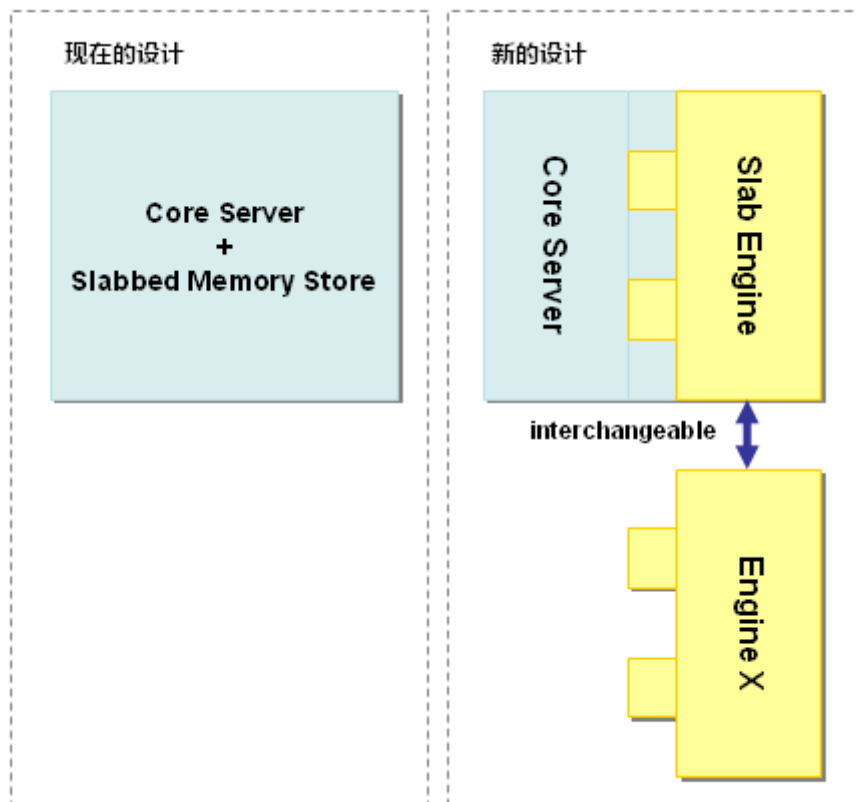 现在的设计
Core Server
+
Slabbed Memory Store
新的设计
Core Server
Slab Engine
interchangeable
Engine X